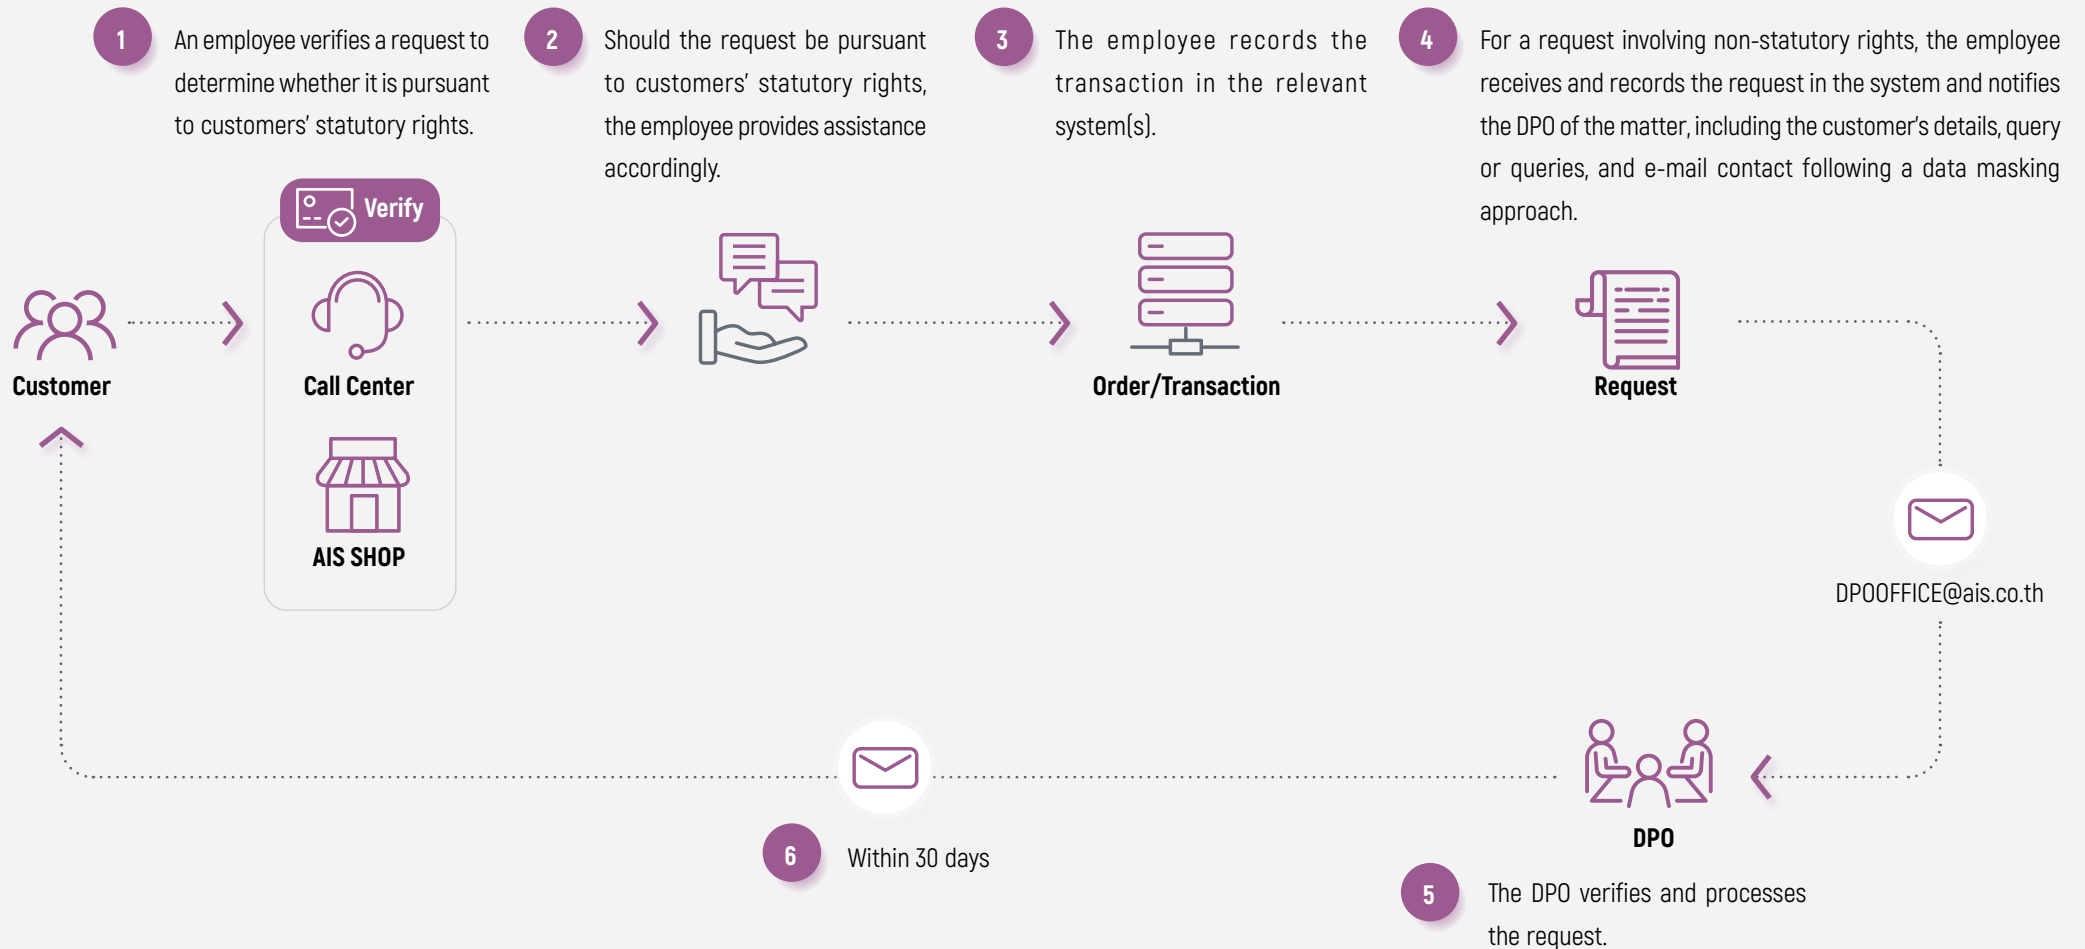 1
An employee verifies a request to
determine whether it is pursuant
to customers' statutory rights.
2
Should the request be pursuant
to customers' statutory rights,
the employee provides assistance
accordingly.
3
The employee records the
transaction in the relevant
system(s).
4
For a request involving non-statutory rights, the employee
receives and records the request in the system and notifies
the DPO of the matter, including the customer's details, query
or queries, and e-mail contact following a data masking
approach.
Verify
Customer
Call Center
AIS SHOP
Order/Transaction
Request
DPOOFFICE@ais.co.th
DPO
5
The DPO verifies and processes
the request.
6
Within 30 days